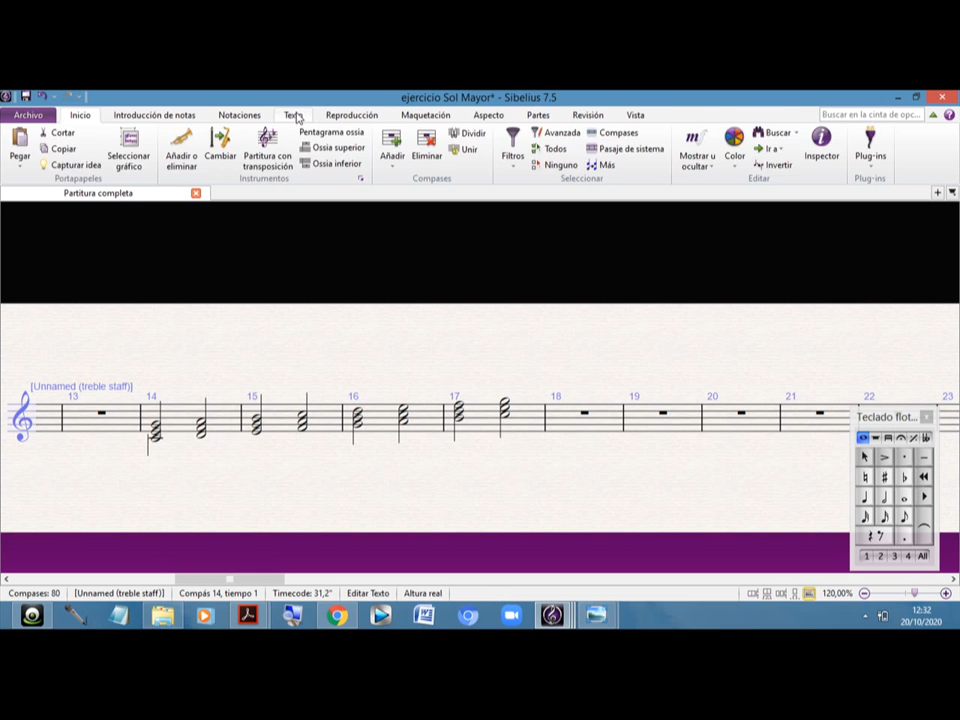 ejercicio Sol Mayor* - Sibelius 7.5
Archivo Inicio Introducción de notas Notaciones Texto Reproducción Maquetación Aspecto Partes Revisión Vista Buscar en la cinta de opc...
Pegar Cortar Copiar Capturar idea Seleccionar gráfico
Portapapeles
Añadir o eliminar Cambiar Partitura con transposición Pentagrama ossia Ossia superior Ossia inferior
Instrumentos
Añadir Eliminar Dividir Unir
Compases
Filtros Avanzada Todos Ninguno Compases Pasaje de sistema Más
Seleccionar
Mostrar u ocultar Color Buscar Ir a Invertir Inspector
Editar
Plug-ins
Plug-ins
Partitura completa
[Unnamed (treble staff)]
13 14 15 16 17 18 19 20 21 22 23
Teclado flot...
1 2 3 4 All
Compases: 80 [Unnamed (treble staff)] Compás 14, tiempo 1 Timecode: 31,2" Editar Texto Altura real 120,00%
12:32
20/10/2020